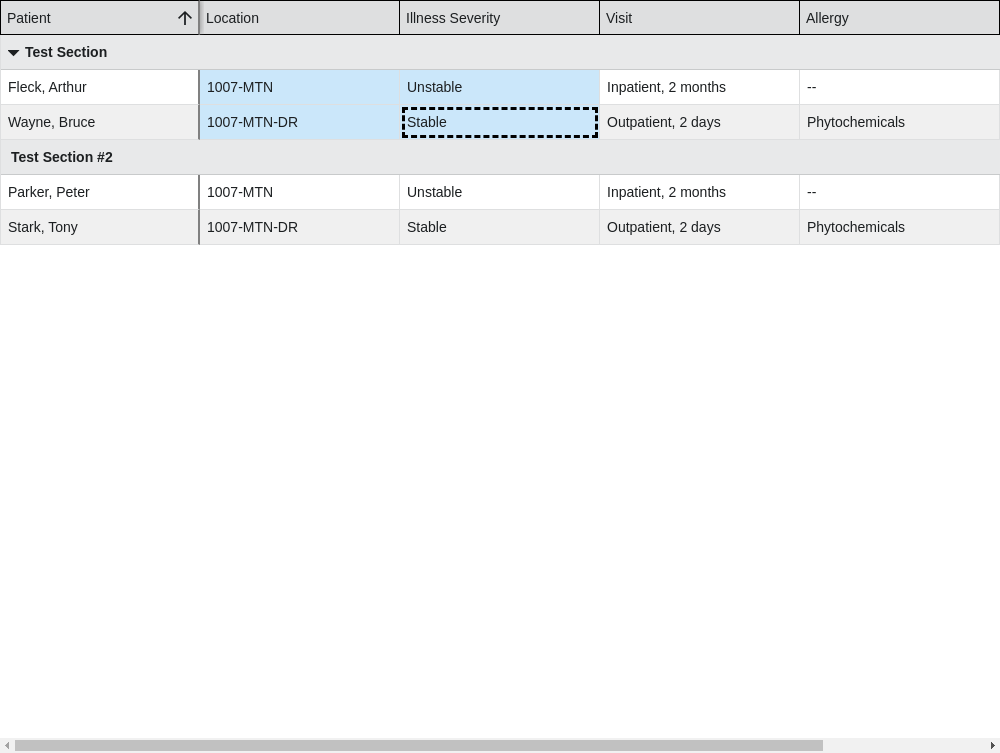 Patient Location Illness Severity Visit Allergy
Test Section
Fleck, Arthur 1007-MTN Unstable Inpatient, 2 months --
Wayne, Bruce 1007-MTN-DR Stable Outpatient, 2 days Phytochemicals
Test Section #2
Parker, Peter 1007-MTN Unstable Inpatient, 2 months --
Stark, Tony 1007-MTN-DR Stable Outpatient, 2 days Phytochemicals